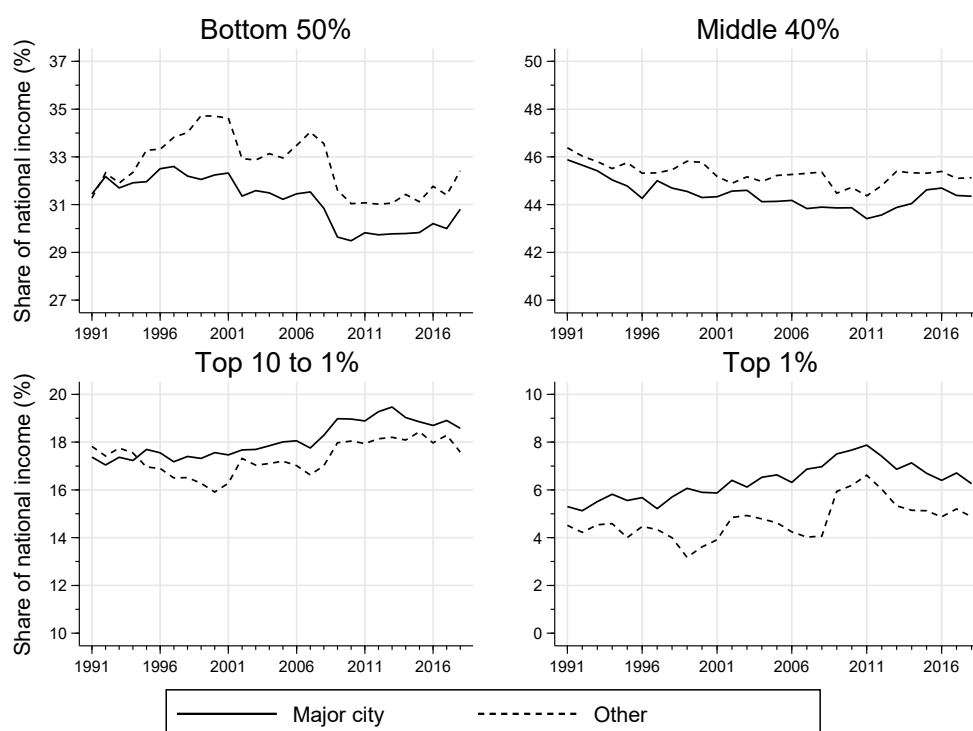 Bottom 50%
Middle 40%
Share of national income (%)
37
35
33
31
29
27
1991 1996 2001 2006 2011 2016
50
48
46
44
42
40
1991 1996 2001 2006 2011 2016
Top 10 to 1%
Top 1%
Share of national income (%)
20
18
16
14
12
10
1991 1996 2001 2006 2011 2016
10
8
6
4
2
0
1991 1996 2001 2006 2011 2016
Major city Other